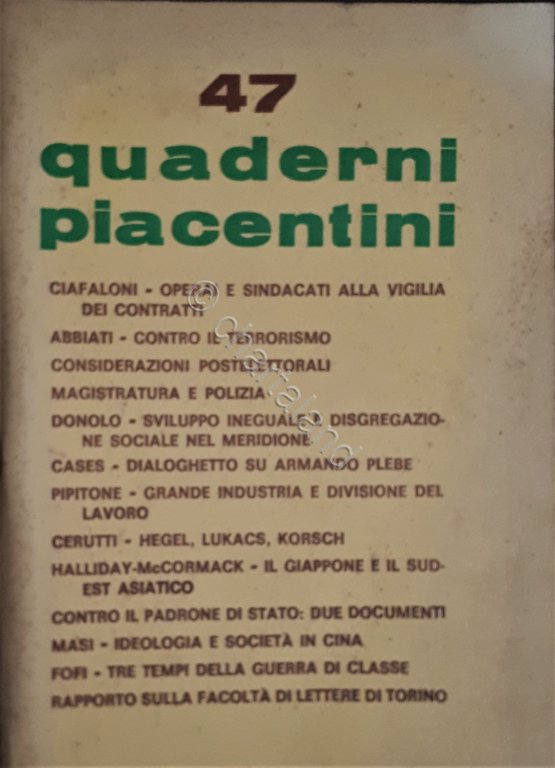 47
quaderni
piacentini
CIAFALONI - OPERAI E SINDACATI ALLA VIGILIA
DEI CONTRATTI
ABBIATI - CONTRO IL TERRORISMO
CONSIDERAZIONI POSTELETTORALI
MAGISTRATURA E POLIZIA
DONOLO - SVILUPPO INEGUALE E DISGREGAZIO-
NE SOCIALE NEL MERIDIONE
CASES - DIALOGHETTO SU ARMANDO PLEBE
PIPITONE - GRANDE INDUSTRIA E DIVISIONE DEL
LAVORO
CERUTTI - HEGEL, LUKACS, KORSCH
HALLIDAY-McCORMACK - IL GIAPPONE E IL SUD-
EST ASIATICO
CONTRO IL PADRONE DI STATO: DUE DOCUMENTI
MASI - IDEOLOGIA E SOCIETÀ IN CINA
FOFI - TRE TEMPI DELLA GUERRA DI CLASSE
RAPPORTO SULLA FACOLTÀ DI LETTERE DI TORINO
© chartaland